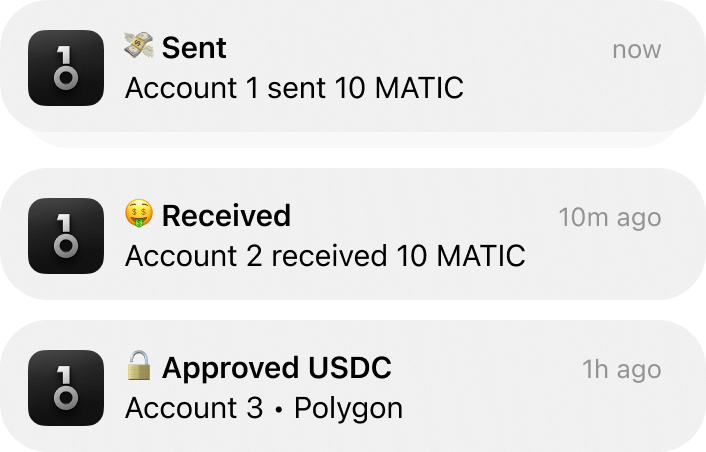 💸 Sent
now
Account 1 sent 10 MATIC
🤑 Received
10m ago
Account 2 received 10 MATIC
🔓 Approved USDC
1h ago
Account 3 • Polygon